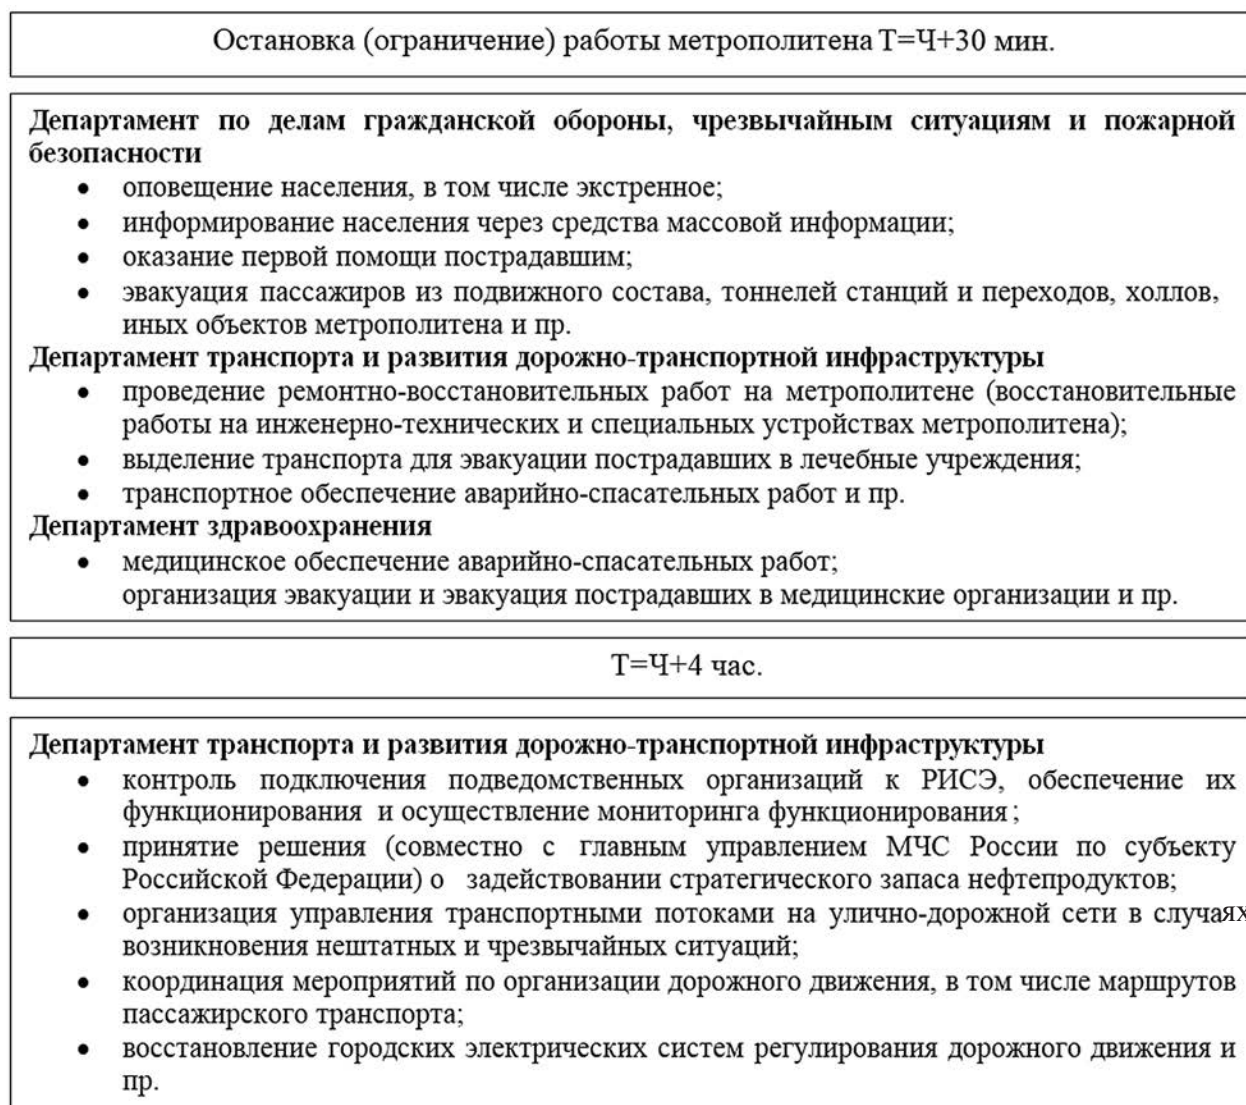 Остановка (ограничение) работы метрополитена Т=Ч+30 мин.
Департамент по делам гражданской обороны, чрезвычайным ситуациям и пожарной
безопасности
• оповещение населения, в том числе экстренное;
• информирование населения через средства массовой информации;
• оказание первой помощи пострадавшим;
• эвакуация пассажиров из подвижного состава, тоннелей станций и переходов, холлов,
иных объектов метрополитена и пр.
Департамент транспорта и развития дорожно-транспортной инфраструктуры
• проведение ремонтно-восстановительных работ на метрополитене (восстановительные
работы на инженерно-технических и специальных устройствах метрополитена);
• выделение транспорта для эвакуации пострадавших в лечебные учреждения;
• транспортное обеспечение аварийно-спасательных работ и пр.
Департамент здравоохранения
• медицинское обеспечение аварийно-спасательных работ;
организация эвакуации и эвакуация пострадавших в медицинские организации и пр.
Т=Ч+4 час.
Департамент транспорта и развития дорожно-транспортной инфраструктуры
• контроль подключения подведомственных организаций к РИСЭ, обеспечение их
функционирования и осуществление мониторинга функционирования;
• принятие решения (совместно с главным управлением МЧС России по субъекту
Российской Федерации) о задействовании стратегического запаса нефтепродуктов;
• организация управления транспортными потоками на улично-дорожной сети в случаях
возникновения нештатных и чрезвычайных ситуаций;
• координация мероприятий по организации дорожного движения, в том числе маршрутов
пассажирского транспорта;
• восстановление городских электрических систем регулирования дорожного движения и
пр.